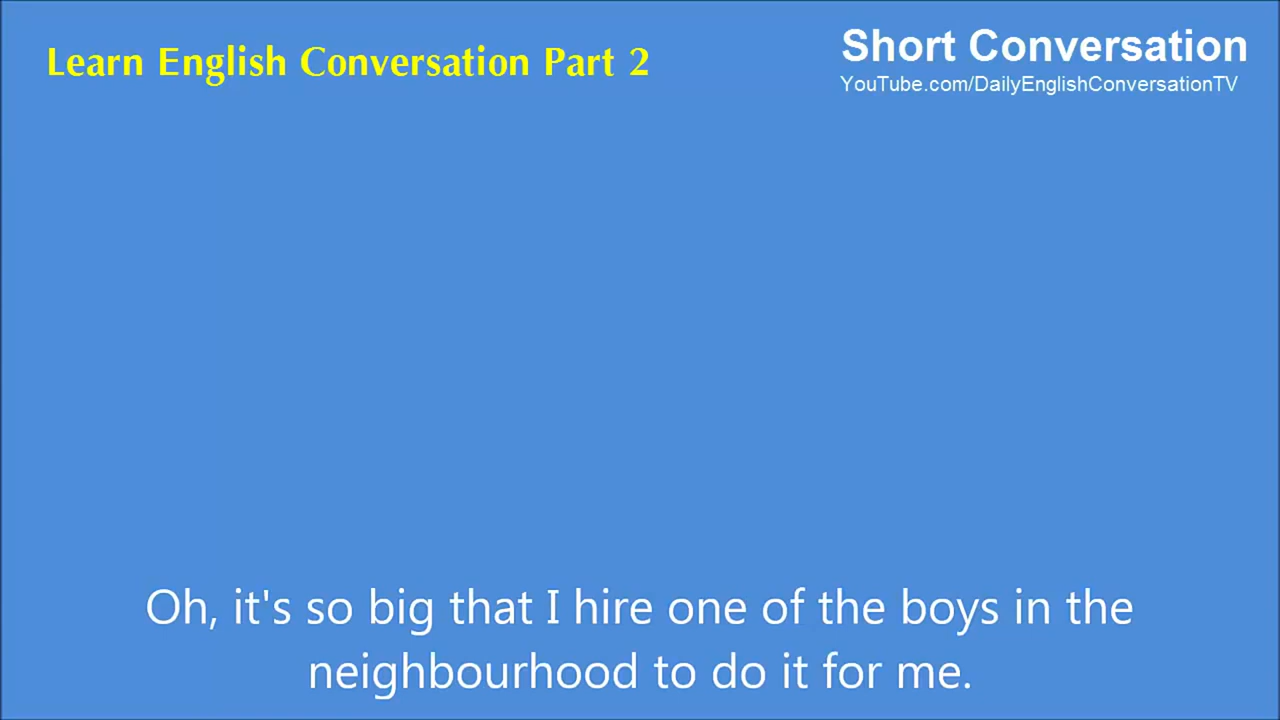 Learn English Conversation Part 2
Short Conversation
YouTube.com/DailyEnglishConversationTV
Oh, it's so big that I hire one of the boys in the
neighbourhood to do it for me.